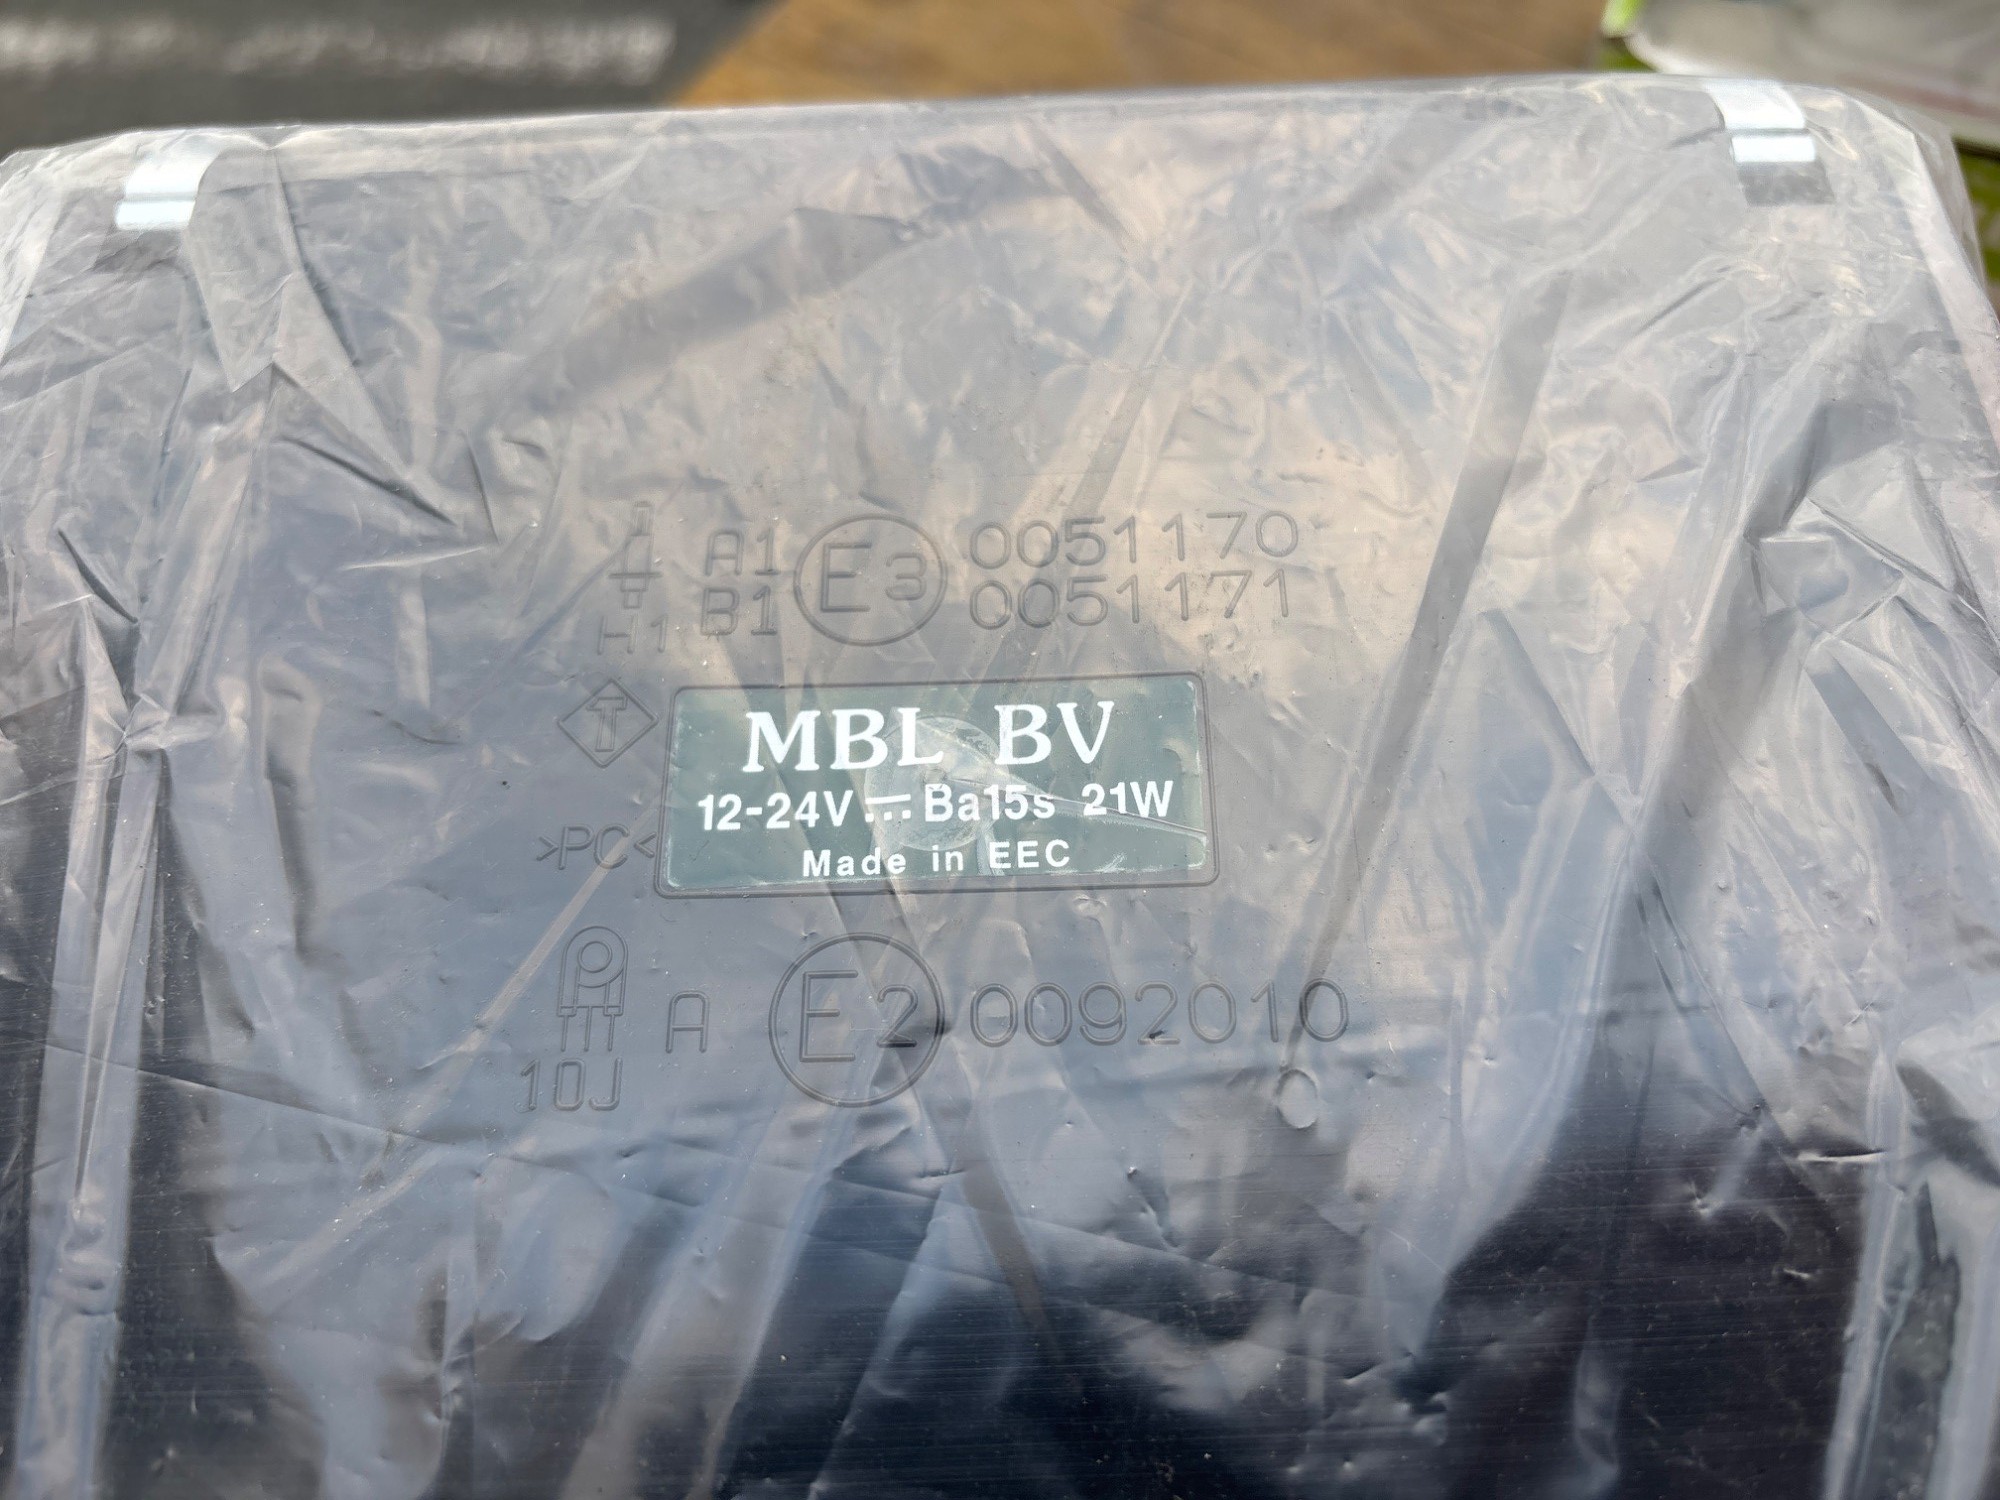 A1 E3 0051170
B1 0051171
H1
T
MBL BV
12-24V Ba15s 21W
Made in EEC
>PC<
A E2 0092010
10J